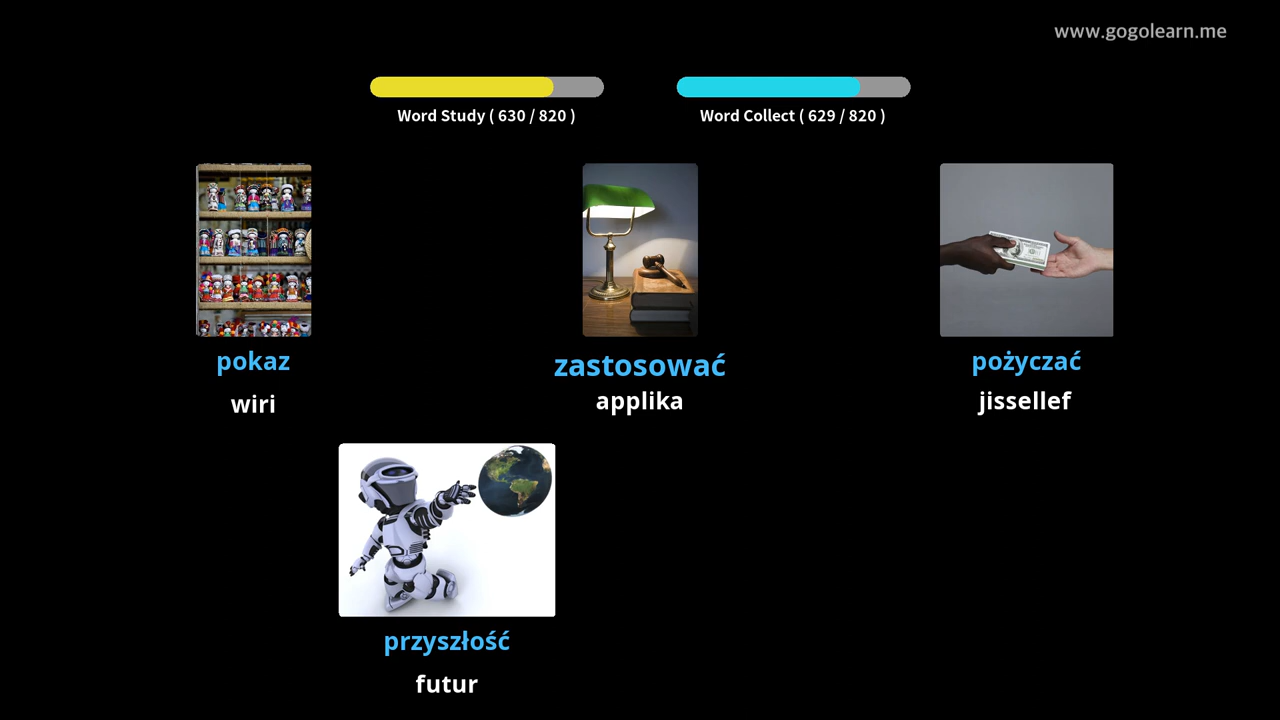 www.gogolearn.me
Word Study ( 630 / 820 )
Word Collect ( 629 / 820 )
pokaz
wiri
zastosować
applika
pożyczać
jissellef
przyszłość
futur